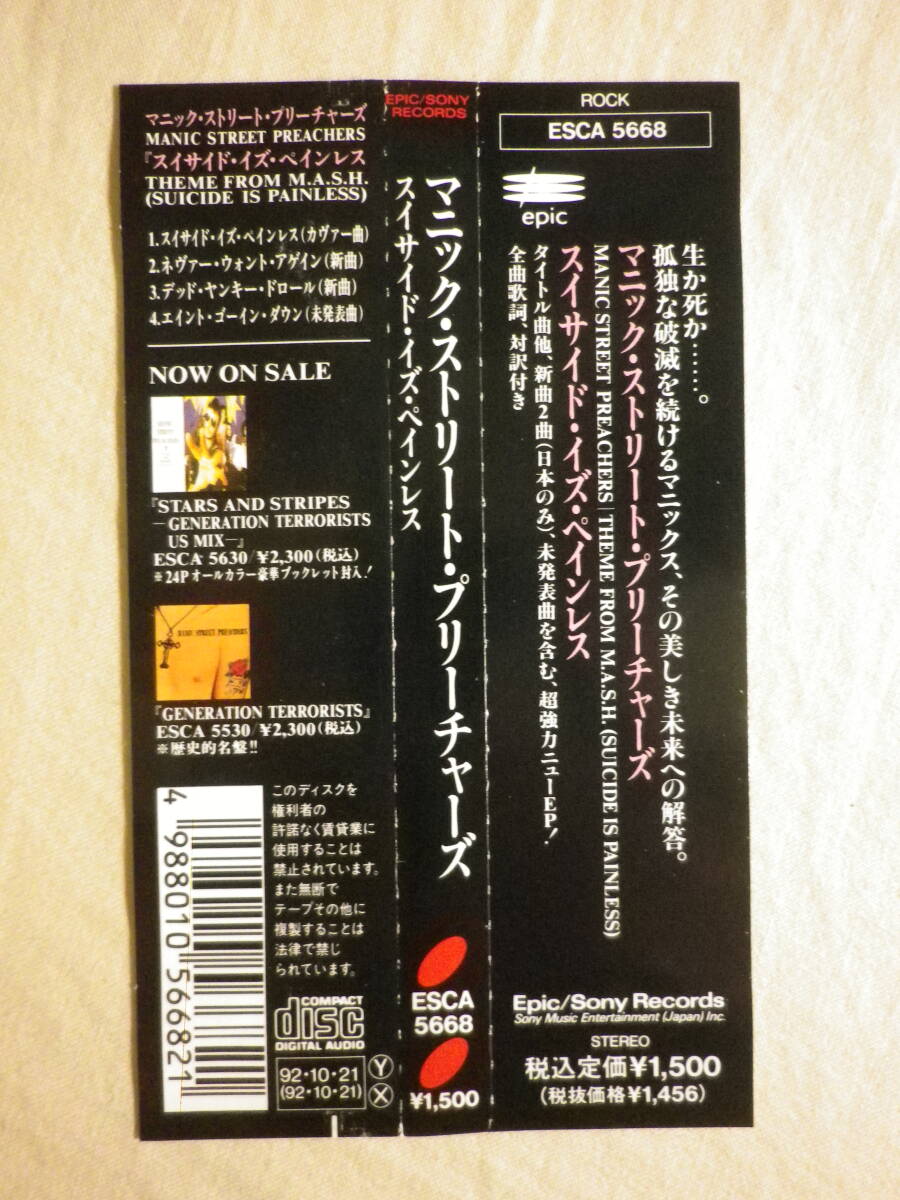 マニック・ストリート・プリーチャーズ
MANIC STREET PREACHERS
『スイサイド・イズ・ペインレス
THEME FROM M.A.S.H.
(SUICIDE IS PAINLESS)
1.スイサイド・イズ・ペインレス(カヴァー曲)
2.ネヴァー・ウォント・アゲイン(新曲)
3.デッド・ヤンキー・ドロール(新曲)
4.エイント・ゴーイン・ダウン(未発表曲)
NOW ON SALE
『STARS AND STRIPES
—GENERATION TERRORISTS
US MIX—』
ESCA 5630/¥2,300(税込)
※24Pオールカラー豪華ブックレット封入!
MANIC STREET PREACHERS
『GENERATION TERRORISTS』
ESCA 5530/¥2,300(税込)
※歴史的名盤!!
4 988010 566821
このディスクを
権利者の
許諾なく賃貸業に
使用することは
禁止されています。
また無断で
テープその他に
複製することは
法律で禁じ
られています。
COMPACT
disc
DIGITAL AUDIO
92・10・21
(92・10・21)
Y
X
EPIC/SONY
RECORDS
マニック・ストリート・プリーチャーズ
スイサイド・イズ・ペインレス
ESCA
5668
¥1,500
ROCK
ESCA 5668
epic
生か死か……。
孤独な破滅を続けるマニックス、その美しき未来への解答。
マニック・ストリート・プリーチャーズ
MANIC STREET PREACHERS | THEME FROM M.A.S.H. (SUICIDE IS PAINLESS)
スイサイド・イズ・ペインレス
タイトル曲他、新曲2曲(日本のみ)、未発表曲を含む、超強力ニューEP!
全曲歌詞、対訳付き
Epic/Sony Records
Sony Music Entertainment (Japan) Inc.
STEREO
税込定価¥1,500
(税抜価格¥1,456)